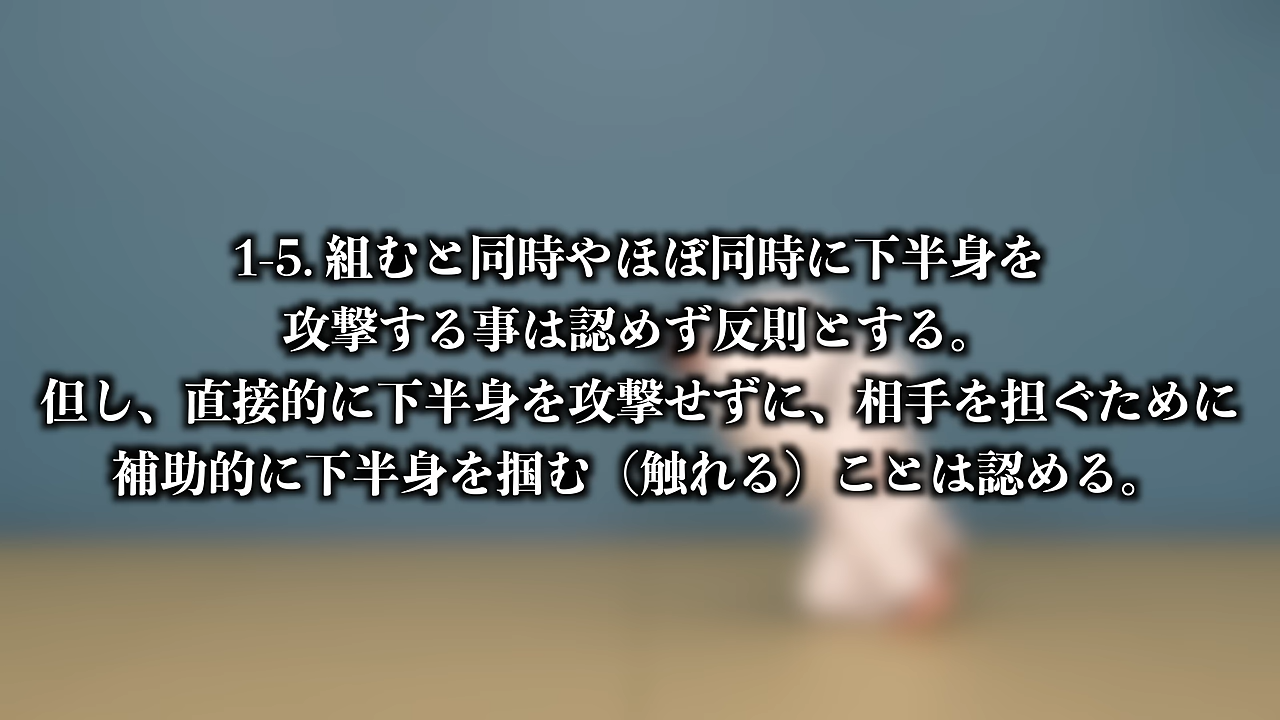 1-5. 組むと同時やほぼ同時に下半身を
攻撃する事は認めず反則とする。
但し、直接的に下半身を攻撃せずに、相手を担ぐために
補助的に下半身を掴む（触れる）ことは認める。